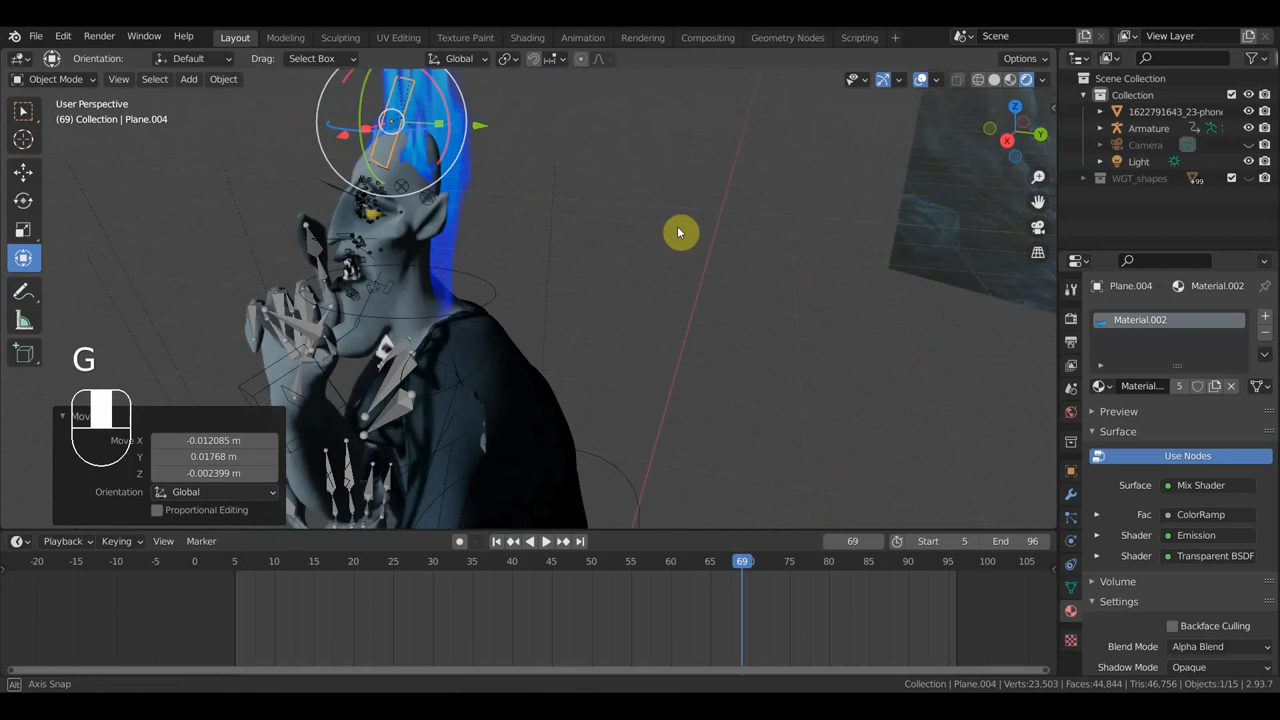 File Edit Render Window Help Layout Modeling Sculpting UV Editing Texture Paint Shading Animation Rendering Compositing Geometry Nodes Scripting + Scene View Layer
Orientation: Default Drag: Select Box Global Options
Object Mode View Select Add Object
User Perspective
(69) Collection | Plane.004
Scene Collection
Collection
1622791643_23-phono
Armature
Camera
Light
WGT_shapes 99
X Y Z
Plane.004 Material.002
Material.002
Material... 5
Preview
Surface
Use Nodes
Surface Mix Shader
Fac ColorRamp
Shader Emission
Shader Transparent BSDF
Volume
Settings
Backface Culling
Blend Mode Alpha Blend
Shadow Mode Opaque
G
Mov
Move X -0.012085 m
Y 0.01768 m
Z -0.002399 m
Orientation Global
Proportional Editing
Playback Keying View Marker 69 Start 5 End 96
-20 -15 -10 -5 0 5 10 15 20 25 30 35 40 45 50 55 60 65 69 75 80 85 90 95 100 105
Alt Axis Snap Collection | Plane.004 | Verts:23,503 | Faces:44,844 | Tris:46,756 | Objects:1/15 | 2.93.7